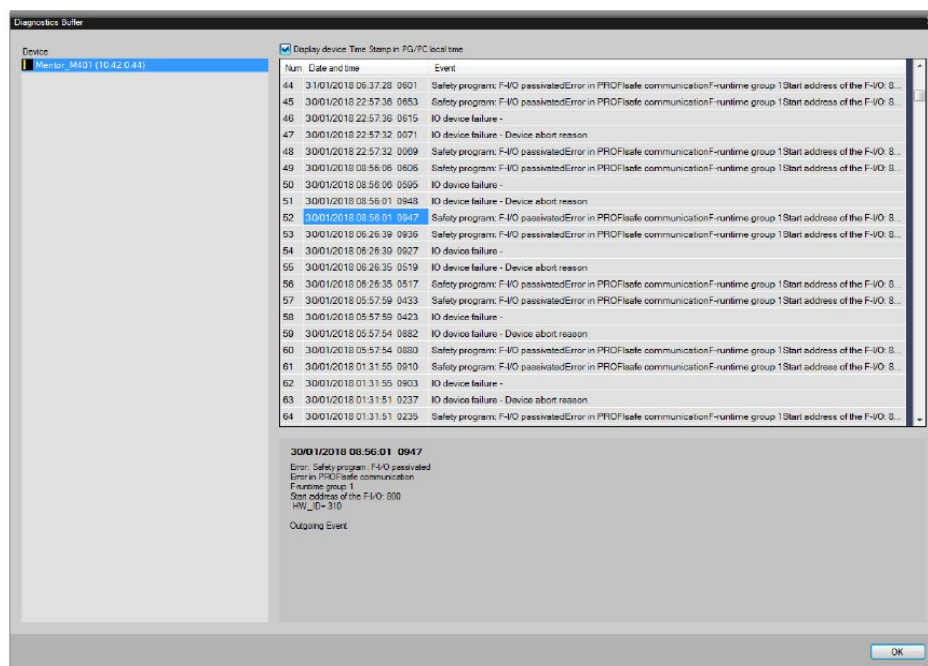 Diagnostics Buffer
Device
Mentor_M401 (10.42.0.44)
Display device Time Stamp in PG/PC local time
Num Date and time Event
44 31/01/2018 06:37:28 0601 Safety program: F-I/O passivatedError in PROFIsafe communicationF-runtime group 1Start address of the F-I/O: 8...
45 30/01/2018 22:57:36 0653 Safety program: F-I/O passivatedError in PROFIsafe communicationF-runtime group 1Start address of the F-I/O: 8...
46 30/01/2018 22:57:36 0615 IO device failure -
47 30/01/2018 22:57:32 0071 IO device failure - Device abort reason
48 30/01/2018 22:57:32 0069 Safety program: F-I/O passivatedError in PROFIsafe communicationF-runtime group 1Start address of the F-I/O: 8...
49 30/01/2018 08:56:06 0606 Safety program: F-I/O passivatedError in PROFIsafe communicationF-runtime group 1Start address of the F-I/O: 8...
50 30/01/2018 08:56:06 0595 IO device failure -
51 30/01/2018 08:56:01 0948 IO device failure - Device abort reason
52 30/01/2018 08:56:01 0947 Safety program: F-I/O passivatedError in PROFIsafe communicationF-runtime group 1Start address of the F-I/O: 8...
53 30/01/2018 06:26:39 0936 Safety program: F-I/O passivatedError in PROFIsafe communicationF-runtime group 1Start address of the F-I/O: 8...
54 30/01/2018 06:26:39 0927 IO device failure -
55 30/01/2018 06:26:35 0519 IO device failure - Device abort reason
56 30/01/2018 06:26:35 0517 Safety program: F-I/O passivatedError in PROFIsafe communicationF-runtime group 1Start address of the F-I/O: 8...
57 30/01/2018 05:57:59 0433 Safety program: F-I/O passivatedError in PROFIsafe communicationF-runtime group 1Start address of the F-I/O: 8...
58 30/01/2018 05:57:59 0423 IO device failure -
59 30/01/2018 05:57:54 0882 IO device failure - Device abort reason
60 30/01/2018 05:57:54 0880 Safety program: F-I/O passivatedError in PROFIsafe communicationF-runtime group 1Start address of the F-I/O: 8...
61 30/01/2018 01:31:55 0910 Safety program: F-I/O passivatedError in PROFIsafe communicationF-runtime group 1Start address of the F-I/O: 8...
62 30/01/2018 01:31:55 0903 IO device failure -
63 30/01/2018 01:31:51 0237 IO device failure - Device abort reason
64 30/01/2018 01:31:51 0235 Safety program: F-I/O passivatedError in PROFIsafe communicationF-runtime group 1Start address of the F-I/O: 8...
30/01/2018 08:56:01 0947
Error: Safety program: F-I/O passivated
Error in PROFIsafe communication
F-runtime group 1
Start address of the F-I/O: 800
HW_ID= 310
Outgoing Event
OK